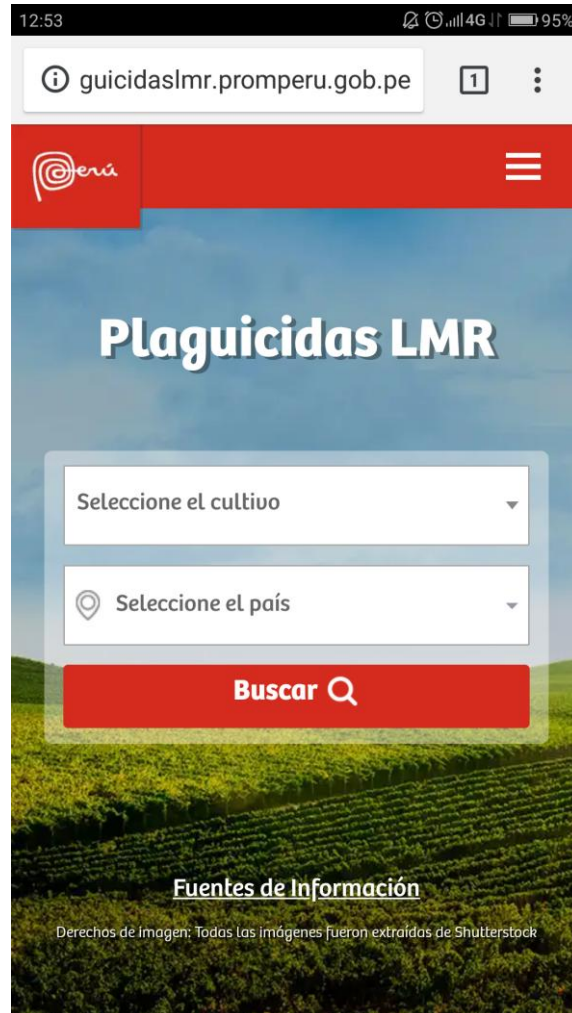 12:53 4G 95%
guicidaslmr.promperu.gob.pe 1
Perú
Plaguicidas LMR
Seleccione el cultivo
Seleccione el país
Buscar
Fuentes de Información
Derechos de imagen: Todas las imágenes fueron extraídas de Shutterstock